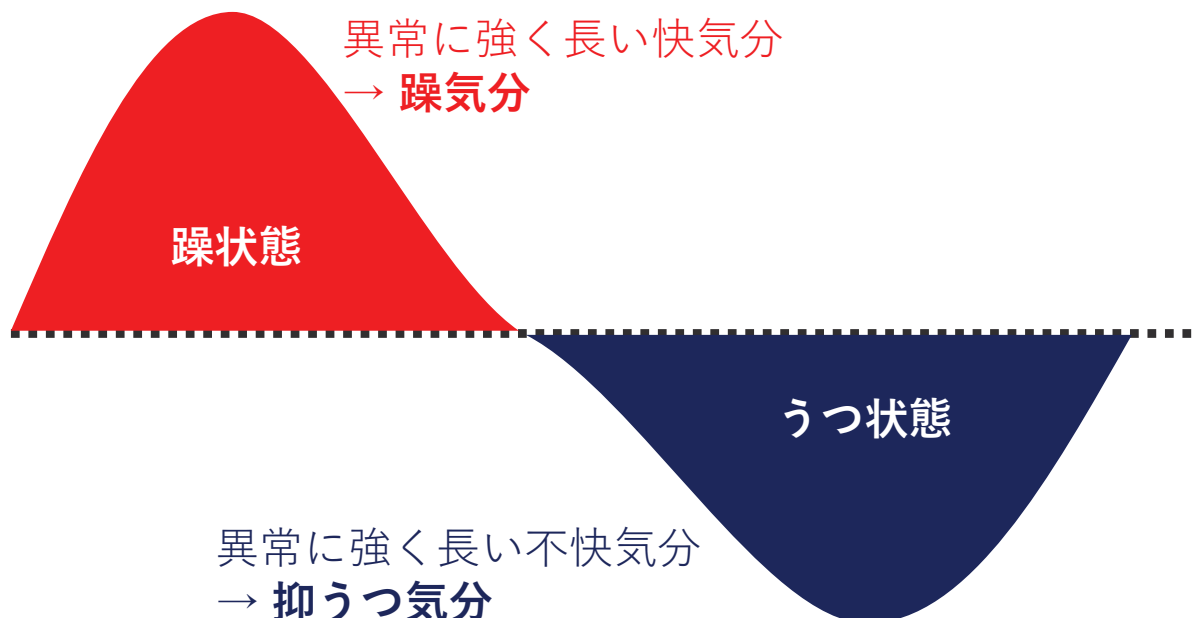 異常に強く長い快気分
→ 躁気分
躁状態
うつ状態
異常に強く長い不快気分
→ 抑うつ気分